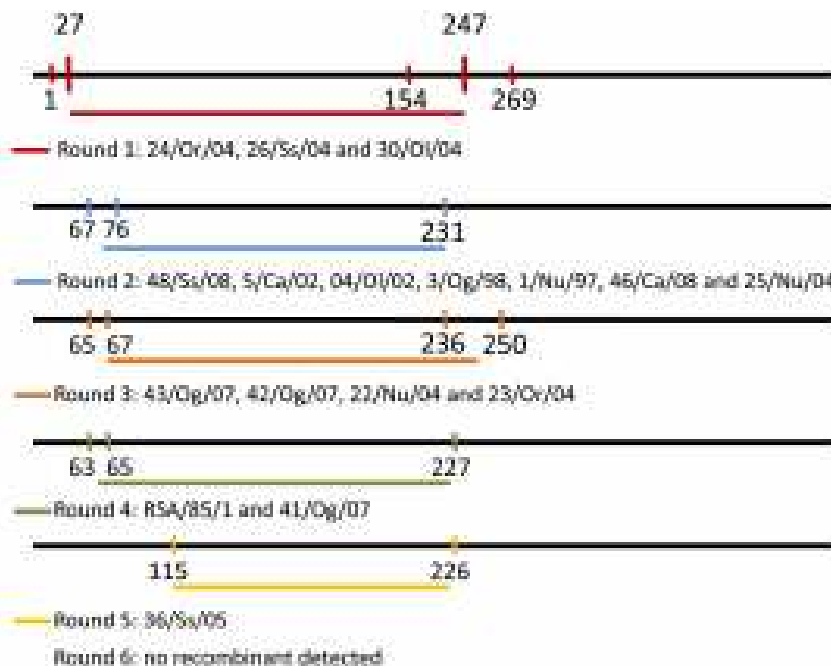 27 247
1 154 269
Round 1: 24/Or/04, 26/Ss/04 and 30/Ol/04
67 76 231
Round 2: 48/Ss/08, 5/Ca/02, 04/Ol/02, 3/Og/98, 1/Nu/97, 46/Ca/08 and 25/Nu/04
65 67 236 250
Round 3: 43/Og/07, 42/Og/07, 22/Nu/04 and 23/Or/04
63 65 227
Round 4: RSA/85/1 and 41/Og/07
115 226
Round 5: 36/Ss/05
Round 6: no recombinant detected